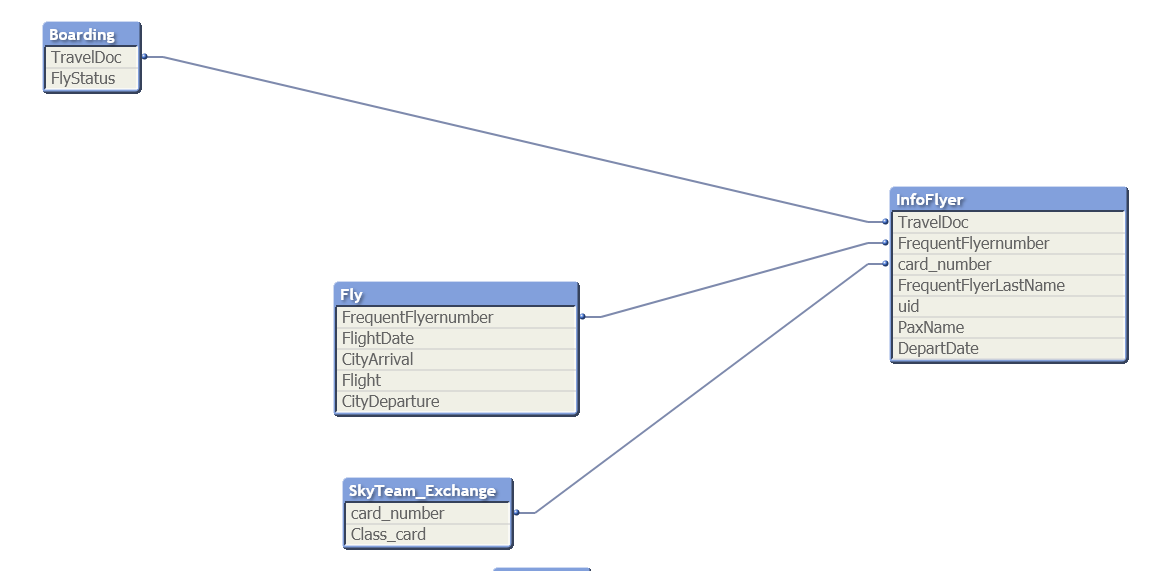 Boarding
TravelDoc
FlyStatus
InfoFlyer
TravelDoc
FrequentFlyernumber
card_number
FrequentFlyerLastName
uid
PaxName
DepartDate
Fly
FrequentFlyernumber
FlightDate
CityArrival
Flight
CityDeparture
SkyTeam_Exchange
card_number
Class_card